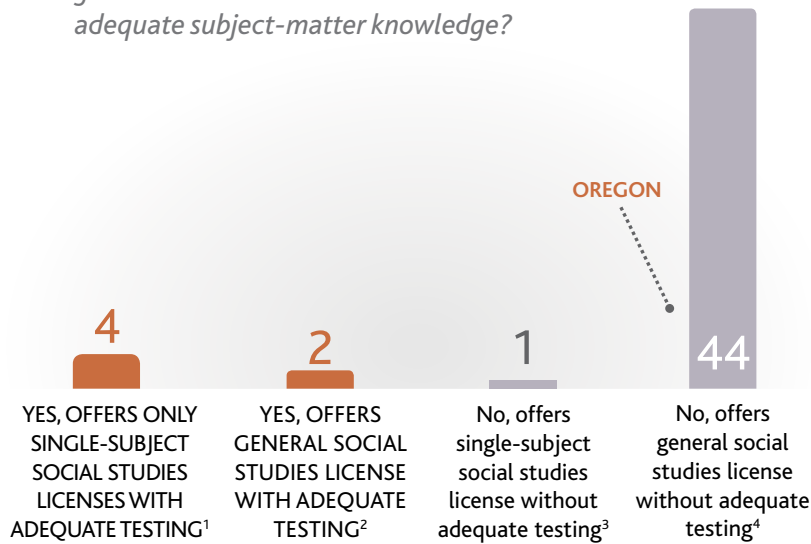 adequate subject-matter knowledge?
OREGON
4
2
1
44
YES, OFFERS ONLY
SINGLE-SUBJECT
SOCIAL STUDIES
LICENSES WITH
ADEQUATE TESTING¹
YES, OFFERS
GENERAL SOCIAL
STUDIES LICENSE
WITH ADEQUATE
TESTING²
No, offers
single-subject
social studies
license without
adequate testing³
No, offers
general social
studies license
without adequate
testing⁴